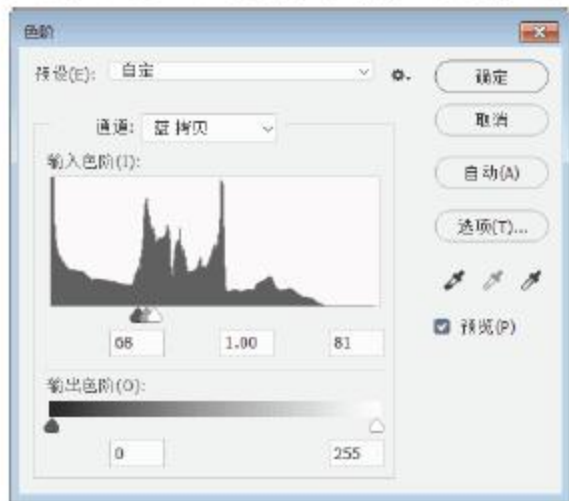 色阶
预设(E): 自定
确定
通道: 蓝 拷贝
取消
输入色阶(I):
自动(A)
选项(T)...
预览(P)
68 1.00 81
输出色阶(O):
0 255